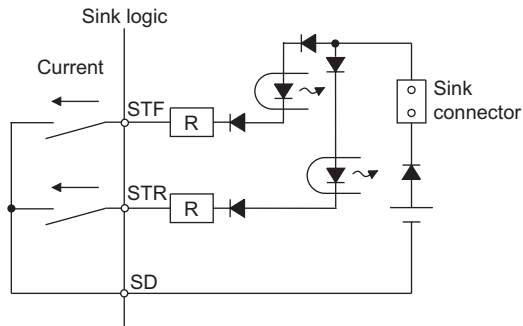 Sink logic
Current
STF
R
Sink
connector
STR
R
SD